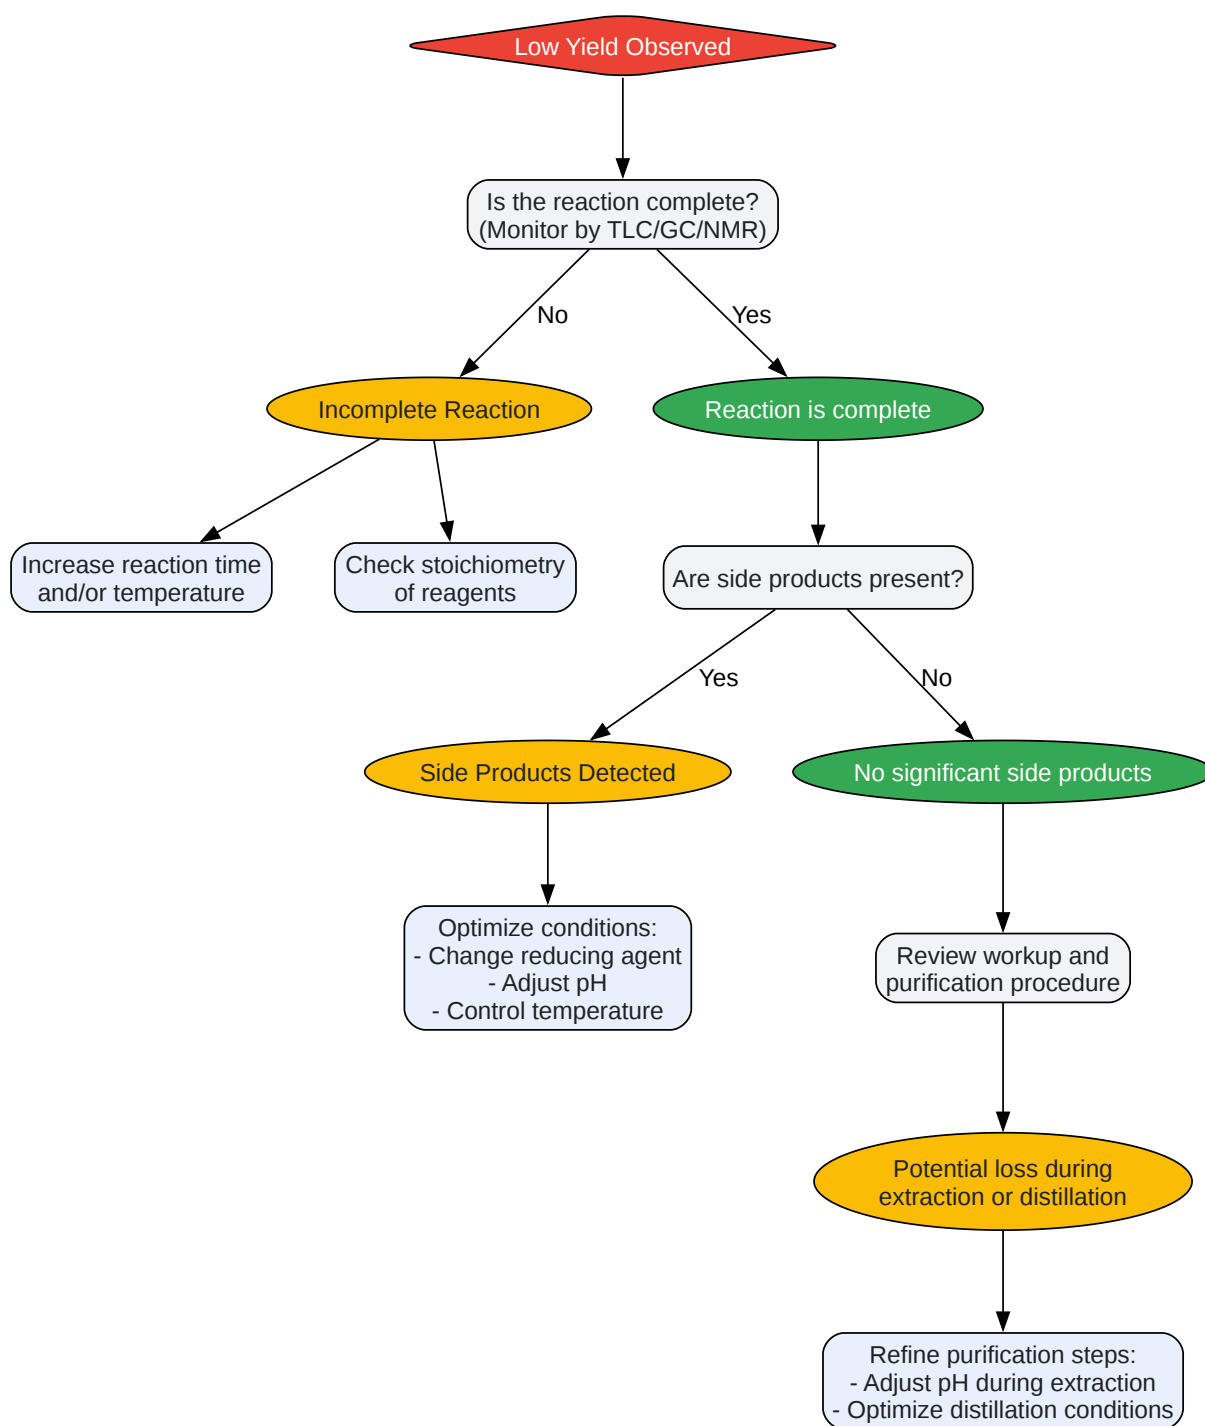 Low Yield Observed
Is the reaction complete?
(Monitor by TLC/GC/NMR)
No
Yes
Incomplete Reaction
Reaction is complete
Increase reaction time
and/or temperature
Check stoichiometry
of reagents
Are side products present?
Yes
No
Side Products Detected
No significant side products
Optimize conditions:
- Change reducing agent
- Adjust pH
- Control temperature
Review workup and
purification procedure
Potential loss during
extraction or distillation
Refine purification steps:
- Adjust pH during extraction
- Optimize distillation conditions